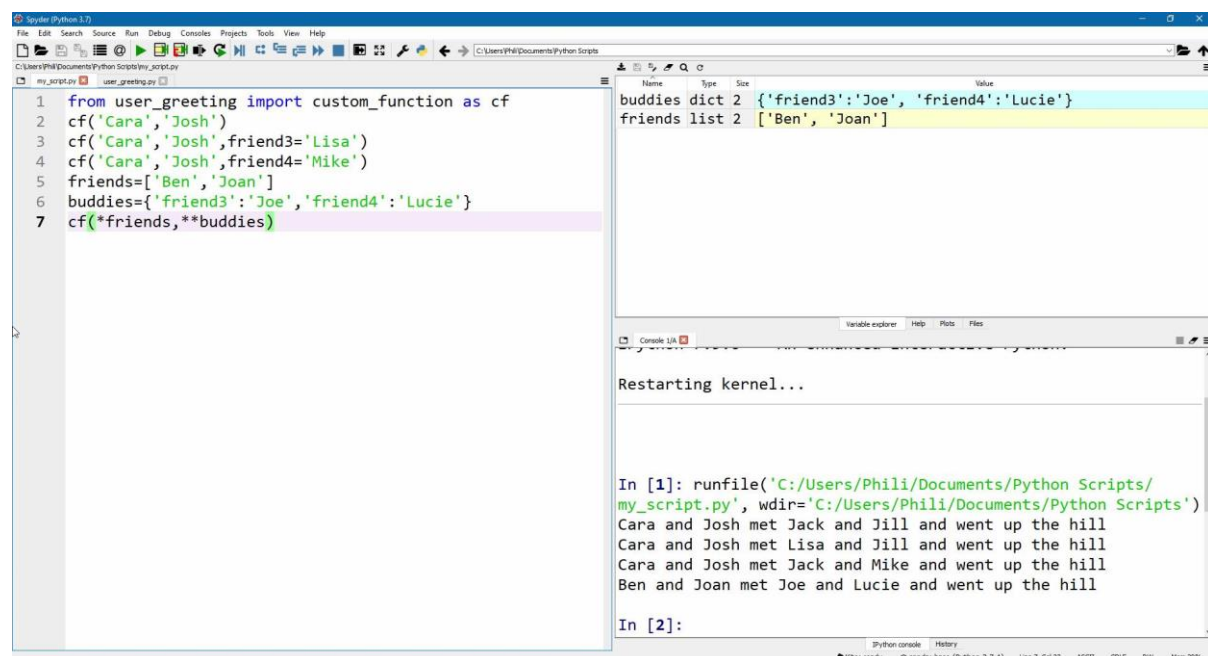 Spyder (Python 3.7)
File Edit Search Source Run Debug Consoles Projects Tools View Help
C:\Users\Phili\Documents\Python Scripts
C:\Users\Phili\Documents\Python Scripts\my_script.py
my_script.py user_greeting.py
1 from user_greeting import custom_function as cf
2 cf('Cara','Josh')
3 cf('Cara','Josh',friend3='Lisa')
4 cf('Cara','Josh',friend4='Mike')
5 friends=['Ben','Joan']
6 buddies={'friend3':'Joe','friend4':'Lucie'}
7 cf(*friends,**buddies)
Name Type Size Value
buddies dict 2 {'friend3':'Joe', 'friend4':'Lucie'}
friends list 2 ['Ben', 'Joan']
Variable explorer Help Plots Files
Console 1/A
Restarting kernel...
In [1]: runfile('C:/Users/Phili/Documents/Python Scripts/
my_script.py', wdir='C:/Users/Phili/Documents/Python Scripts')
Cara and Josh met Jack and Jill and went up the hill
Cara and Josh met Lisa and Jill and went up the hill
Cara and Josh met Jack and Mike and went up the hill
Ben and Joan met Joe and Lucie and went up the hill
In [2]:
IPython console History